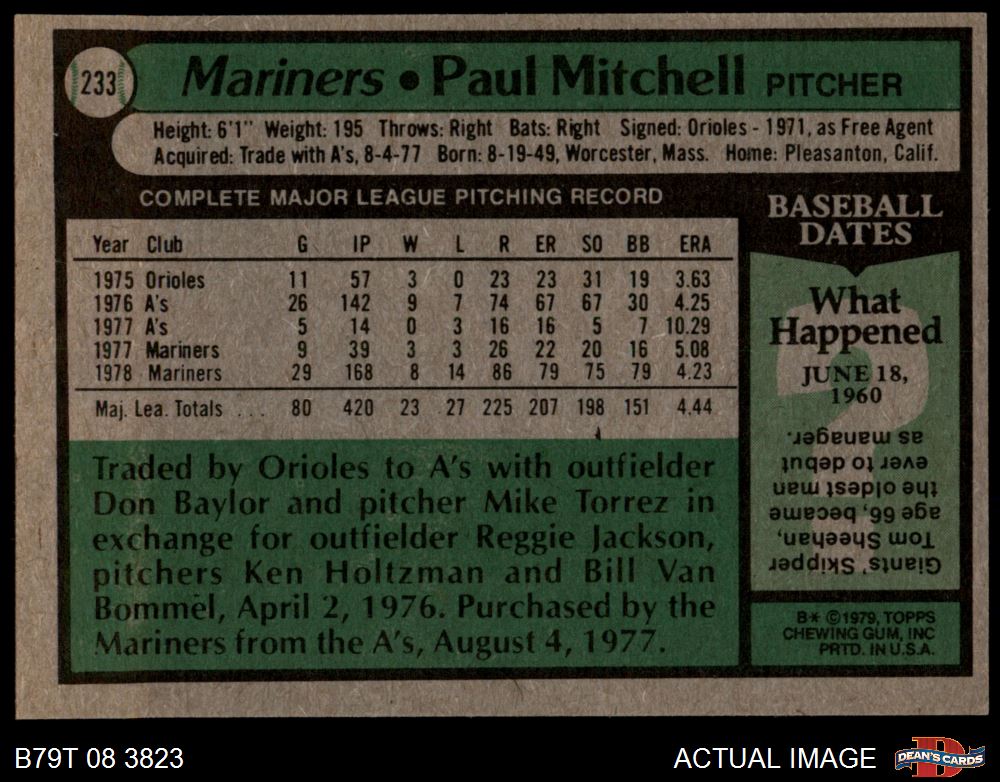 233
Mariners • Paul Mitchell PITCHER
Height: 6'1" Weight: 195 Throws: Right Bats: Right Signed: Orioles - 1971, as Free Agent
Acquired: Trade with A's, 8-4-77 Born: 8-19-49, Worcester, Mass. Home: Pleasanton, Calif.
COMPLETE MAJOR LEAGUE PITCHING RECORD
Year Club G IP W L R ER SO BB ERA
1975 Orioles 11 57 3 0 23 23 31 19 3.63
1976 A's 26 142 9 7 74 67 67 30 4.25
1977 A's 5 14 0 3 16 16 5 7 10.29
1977 Mariners 9 39 3 3 26 22 20 16 5.08
1978 Mariners 29 168 8 14 86 79 75 79 4.23
Maj. Lea. Totals ... 80 420 23 27 225 207 198 151 4.44
Traded by Orioles to A's with outfielder
Don Baylor and pitcher Mike Torrez in
exchange for outfielder Reggie Jackson,
pitchers Ken Holtzman and Bill Van
Bommel, April 2, 1976. Purchased by the
Mariners from the A's, August 4, 1977.
BASEBALL
DATES
What
Happened
JUNE 18,
1960
Giants' Skipper
Tom Sheehan,
age 66, became
the oldest man
ever to debut
as manager.
B* ©1979, TOPPS
CHEWING GUM, INC
PRTD. IN U.S.A.
B79T 08 3823
ACTUAL IMAGE
D
DEAN'S CARDS